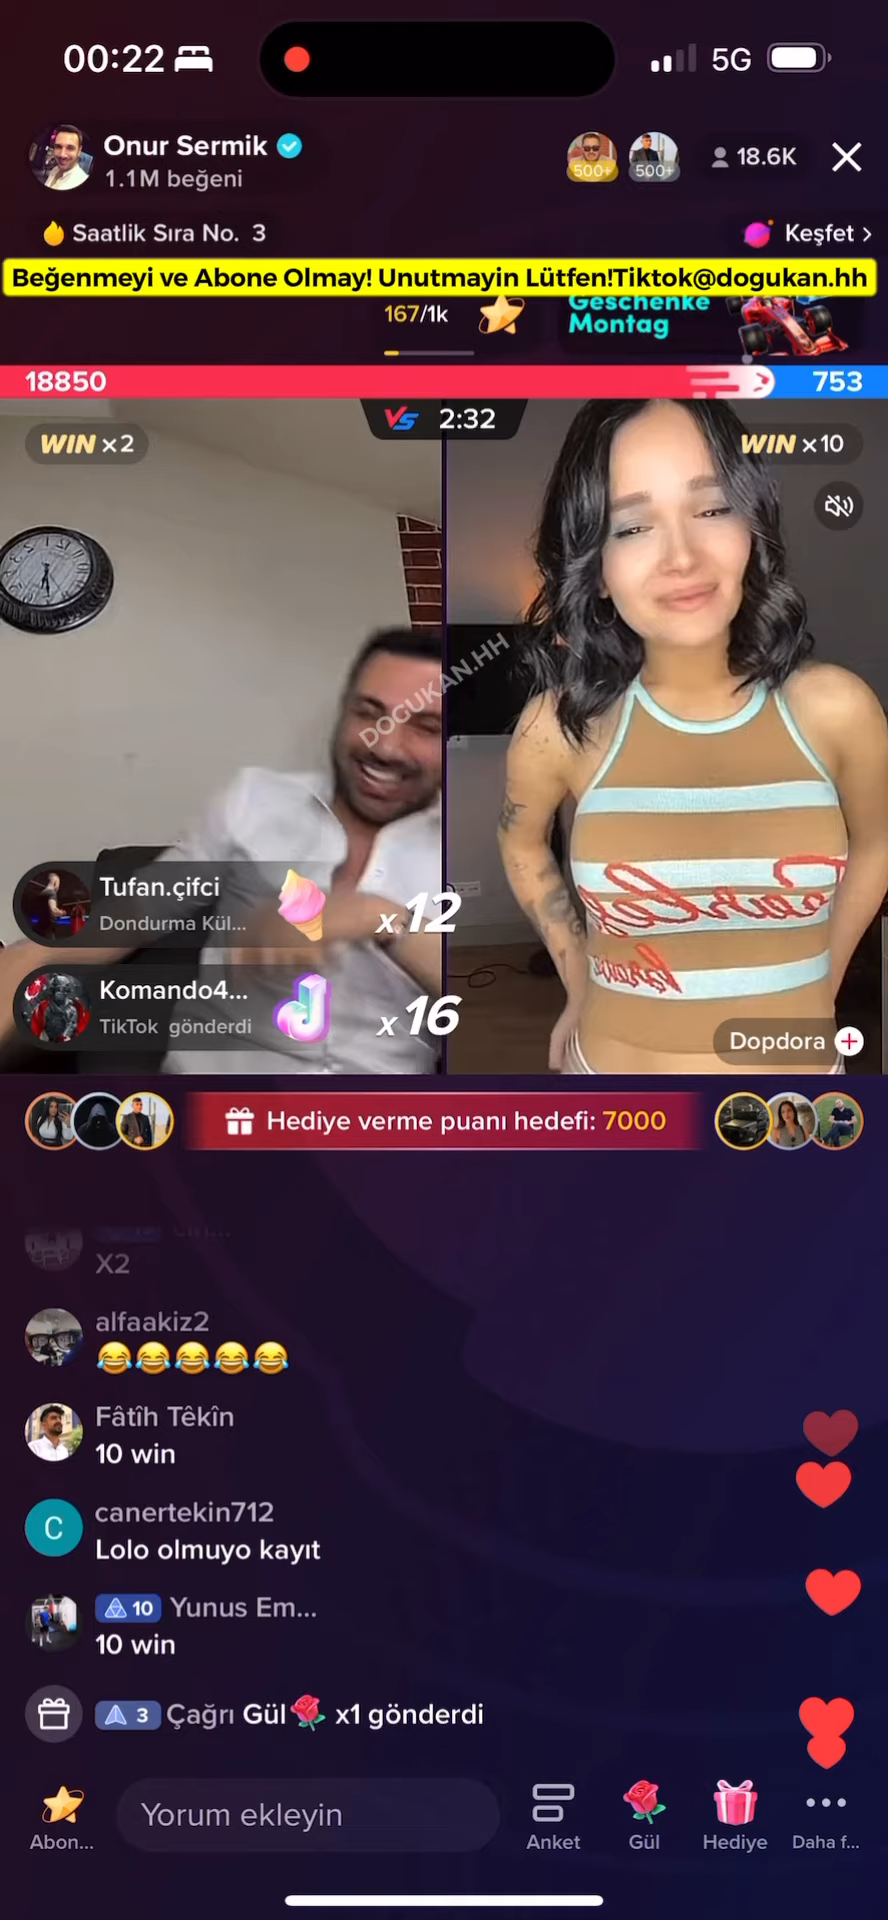 00:22
5G
Onur Sermik
1.1M beğeni
500+
500+
18.6K
Saatlik Sıra No. 3
Keşfet >
Beğenmeyi ve Abone Olmay! Unutmayin Lütfen!Tiktok@dogukan.hh
167/1k
Geschenke
Montag
18850
753
VS 2:32
WIN x2
WIN x10
DOGUKAN.HH
Tufan.çifci
Dondurma Kül...
x12
Komando4...
TikTok gönderdi
x16
Dopdora
Hediye verme puanı hedefi: 7000
X2
alfaakiz2
😂😂😂😂😂
Fâtîh Têkîn
10 win
C
canertekin712
Lolo olmuyo kayıt
10 Yunus Em...
10 win
3 Çağrı Gül🌹 x1 gönderdi
Abon...
Yorum ekleyin
Anket
Gül
Hediye
Daha f...